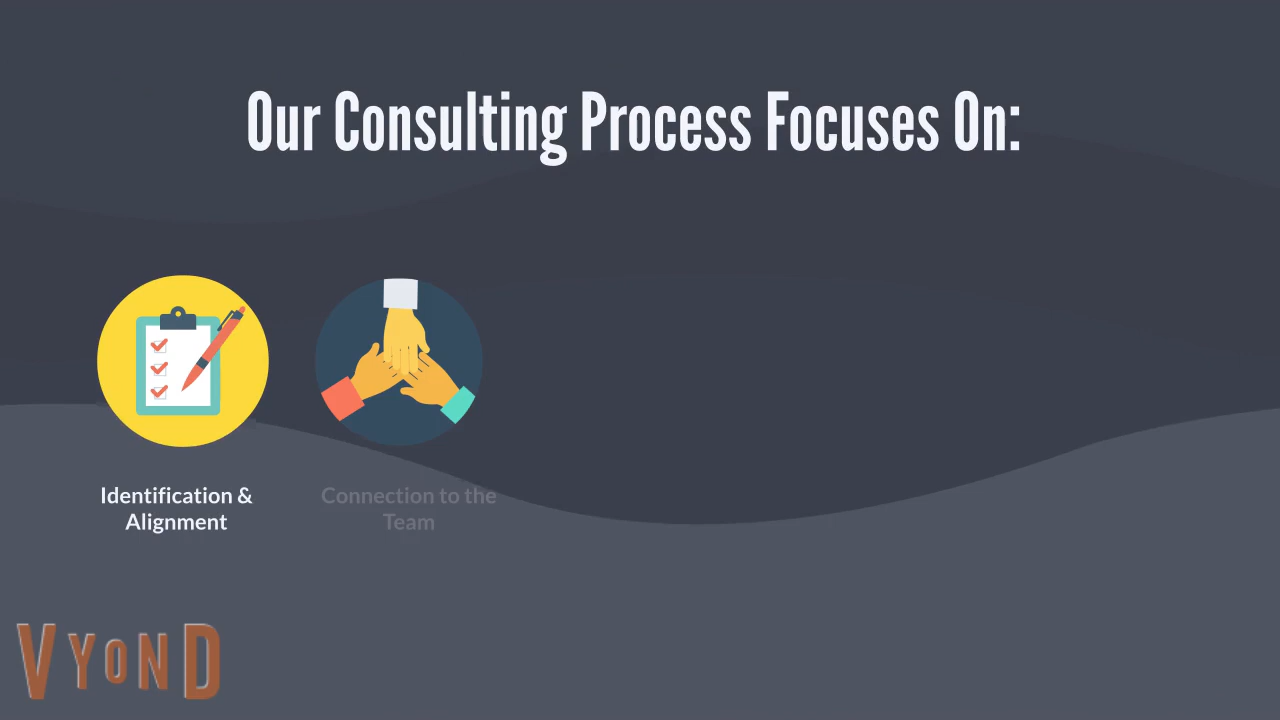 Our Consulting Process Focuses On:
Identification &
Alignment
Connection to the
Team
VYOND